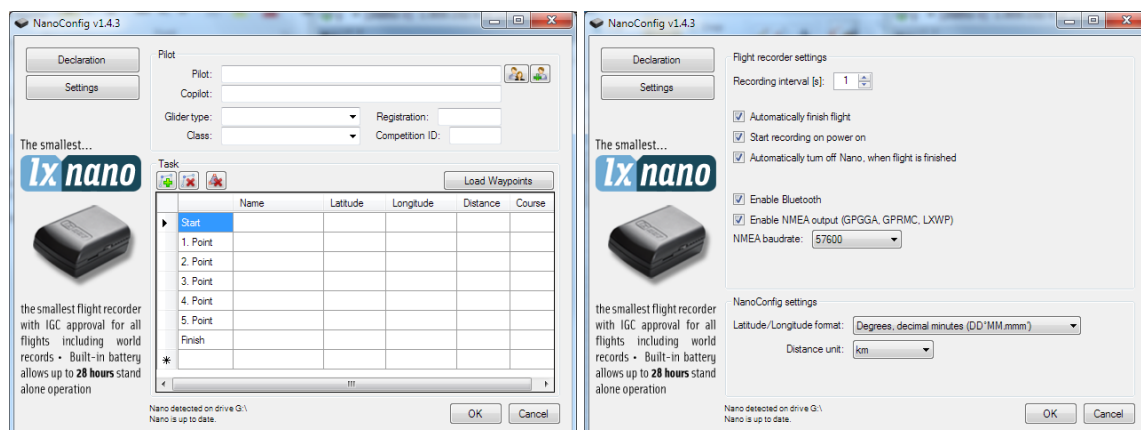 NanoConfig v1.4.3
Declaration
Settings
The smallest...
lx nano
the smallest flight recorder
with IGC approval for all
flights including world
records • Built-in battery
allows up to 28 hours stand
alone operation
Pilot
Pilot:
Copilot:
Glider type:
Registration:
Class:
Competition ID:
Task
Load Waypoints
Name Latitude Longitude Distance Course
Start
1. Point
2. Point
3. Point
4. Point
5. Point
Finish
Nano detected on drive G:\
Nano is up to date.
OK Cancel
NanoConfig v1.4.3
Declaration
Settings
The smallest...
lx nano
the smallest flight recorder
with IGC approval for all
flights including world
records • Built-in battery
allows up to 28 hours stand
alone operation
Flight recorder settings
Recording interval [s]: 1
Automatically finish flight
Start recording on power on
Automatically turn off Nano, when flight is finished
Enable Bluetooth
Enable NMEA output (GPGGA, GPRMC, LXWP)
NMEA baudrate: 57600
NanoConfig settings
Latitude/Longitude format: Degrees, decimal minutes (DD°MM.mmm')
Distance unit: km
Nano detected on drive G:\
Nano is up to date.
OK Cancel